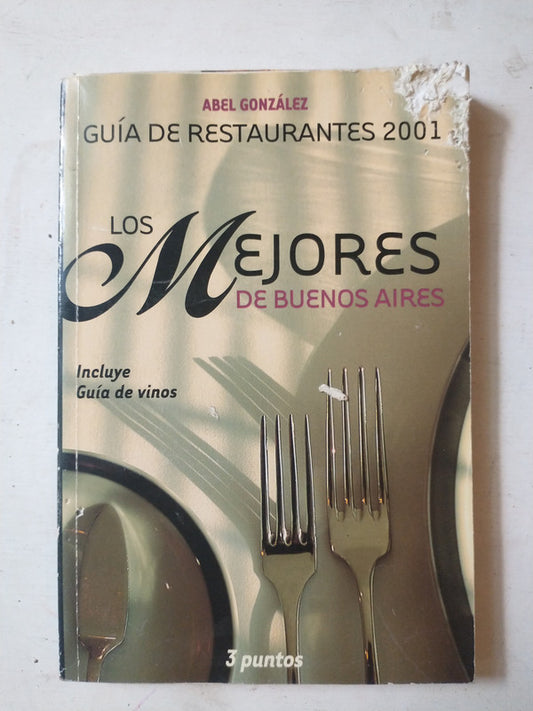 ABEL GONZÁLEZ
GUÍA DE RESTAURANTES 2001
LOS
MEJORES
DE BUENOS AIRES
Incluye
Guía de vinos
3 puntos